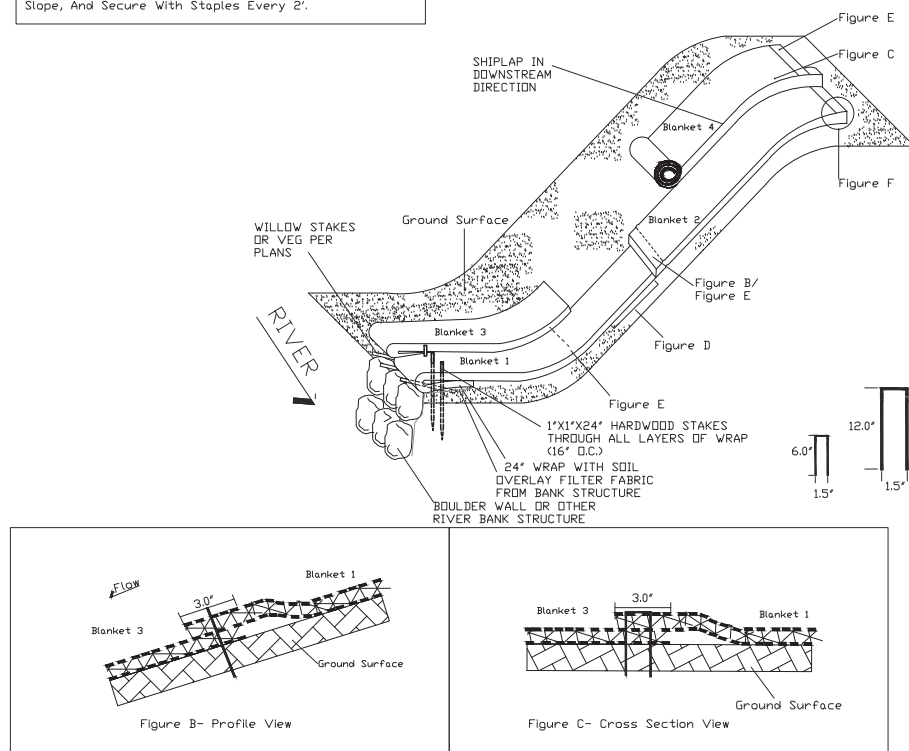 Slope, And Secure With Staples Every 2'.
Figure E
Figure C
SHIPLAP IN
DOWNSTREAM
DIRECTION
Blanket 4
Figure F
WILLOW STAKES
OR VEG PER
PLANS
Ground Surface
Blanket 2
Figure B/
Figure E
RIVER
Blanket 3
Blanket 1
Figure D
Figure E
1"X1"X24" HARDWOOD STAKES
THROUGH ALL LAYERS OF WRAP
(16" O.C.)
24" WRAP WITH SOIL
OVERLAY FILTER FABRIC
FROM BANK STRUCTURE
BOULDER WALL OR OTHER
RIVER BANK STRUCTURE
6.0"
1.5"
12.0"
1.5"
Flow
3.0"
Blanket 1
Blanket 3
Ground Surface
Figure B- Profile View
3.0"
Blanket 3
Blanket 1
Ground Surface
Figure C- Cross Section View